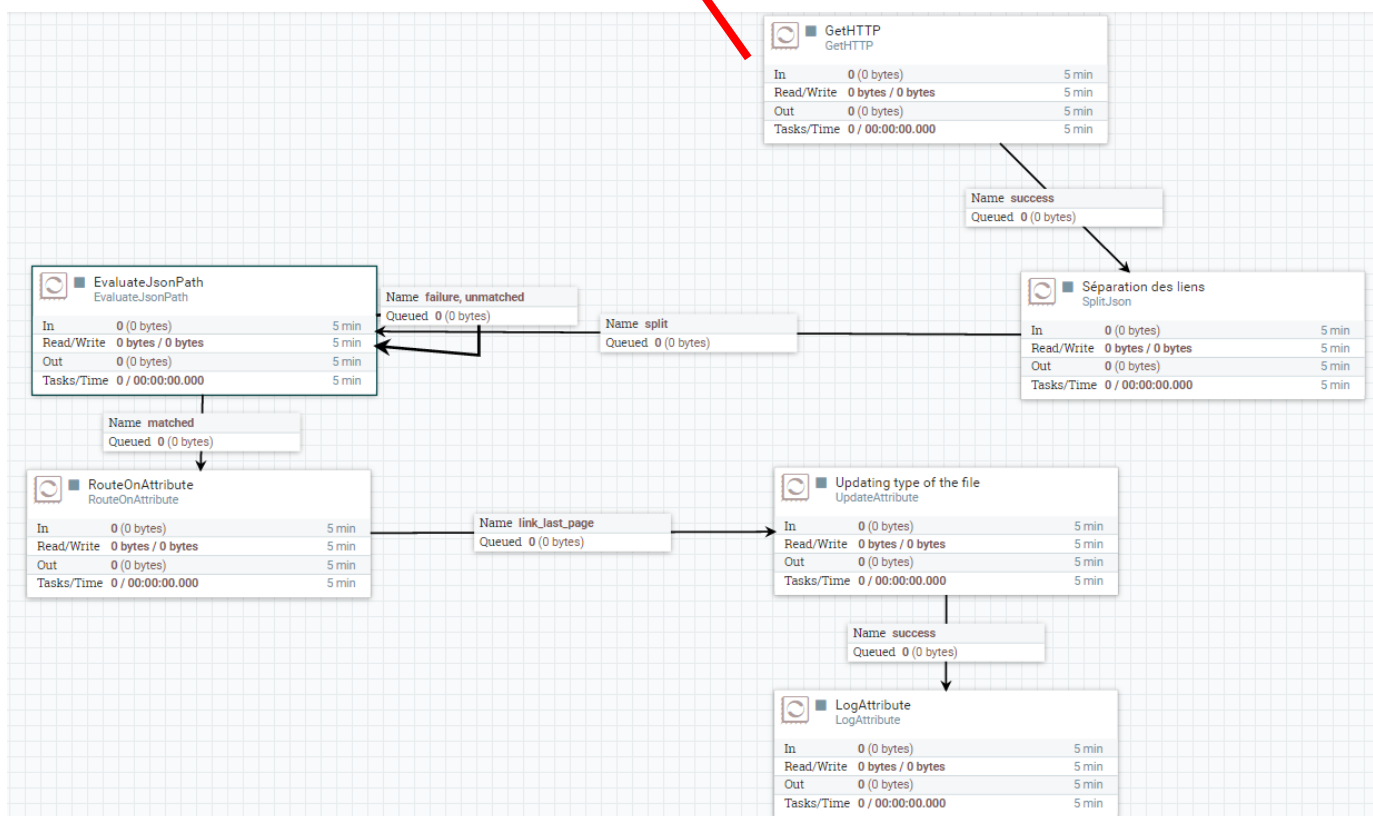 GetHTTP
GetHTTP
In 0 (0 bytes) 5 min
Read/Write 0 bytes / 0 bytes 5 min
Out 0 (0 bytes) 5 min
Tasks/Time 0 / 00:00:00.000 5 min
Name success
Queued 0 (0 bytes)
EvaluateJsonPath
EvaluateJsonPath
In 0 (0 bytes) 5 min
Read/Write 0 bytes / 0 bytes 5 min
Out 0 (0 bytes) 5 min
Tasks/Time 0 / 00:00:00.000 5 min
Name failure, unmatched
Queued 0 (0 bytes)
Name split
Queued 0 (0 bytes)
Séparation des liens
SplitJson
In 0 (0 bytes) 5 min
Read/Write 0 bytes / 0 bytes 5 min
Out 0 (0 bytes) 5 min
Tasks/Time 0 / 00:00:00.000 5 min
Name matched
Queued 0 (0 bytes)
RouteOnAttribute
RouteOnAttribute
In 0 (0 bytes) 5 min
Read/Write 0 bytes / 0 bytes 5 min
Out 0 (0 bytes) 5 min
Tasks/Time 0 / 00:00:00.000 5 min
Name link_last_page
Queued 0 (0 bytes)
Updating type of the file
UpdateAttribute
In 0 (0 bytes) 5 min
Read/Write 0 bytes / 0 bytes 5 min
Out 0 (0 bytes) 5 min
Tasks/Time 0 / 00:00:00.000 5 min
Name success
Queued 0 (0 bytes)
LogAttribute
LogAttribute
In 0 (0 bytes) 5 min
Read/Write 0 bytes / 0 bytes 5 min
Out 0 (0 bytes) 5 min
Tasks/Time 0 / 00:00:00.000 5 min